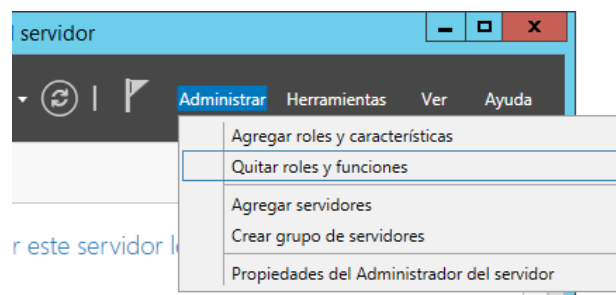 servidor
Administrar Herramientas Ver Ayuda
Agregar roles y características
Quitar roles y funciones
Agregar servidores
Crear grupo de servidores
r este servidor l
Propiedades del Administrador del servidor